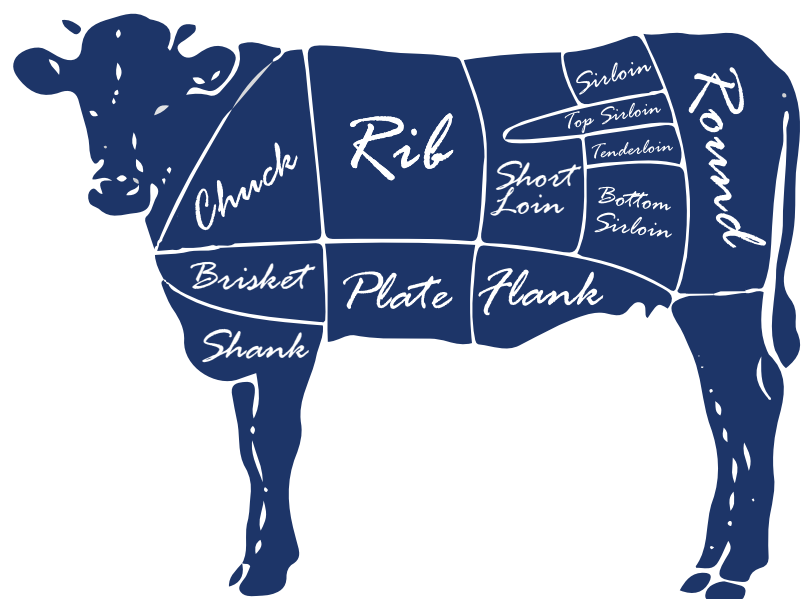 Chuck
Rib
Short
Loin
Sirloin
Top Sirloin
Tenderloin
Bottom
Sirloin
Round
Brisket
Plate
Flank
Shank